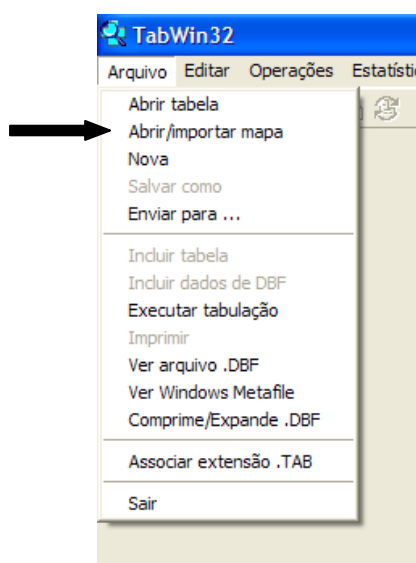 TabWin32
Arquivo Editar Operações Estatísti
Abrir tabela
Abrir/importar mapa
Nova
Salvar como
Enviar para ...
Incluir tabela
Incluir dados de DBF
Executar tabulação
Imprimir
Ver arquivo .DBF
Ver Windows Metafile
Comprime/Expande .DBF
Associar extensão .TAB
Sair